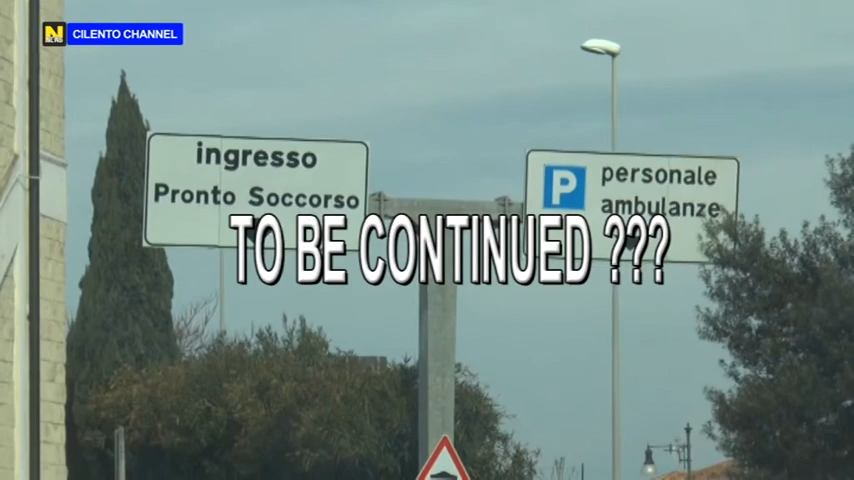 CILENTO CHANNEL
ingresso
Pronto Soccorso
P
personale
ambulanze
TO BE CONTINUED ???